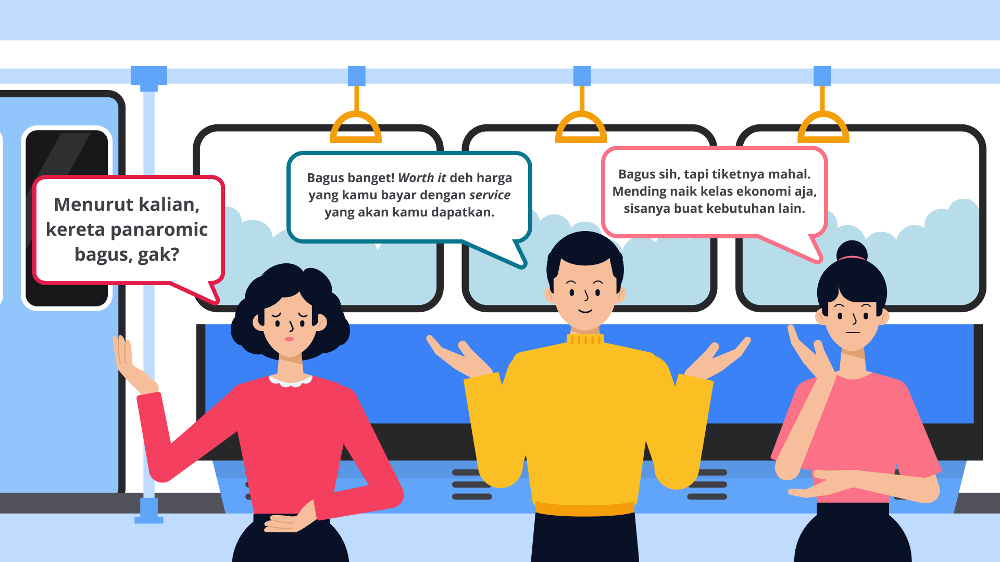 Menurut kalian,
kereta panaromic
bagus, gak?
Bagus banget! Worth it deh harga
yang kamu bayar dengan service
yang akan kamu dapatkan.
Bagus sih, tapi tiketnya mahal.
Mending naik kelas ekonomi aja,
sisanya buat kebutuhan lain.